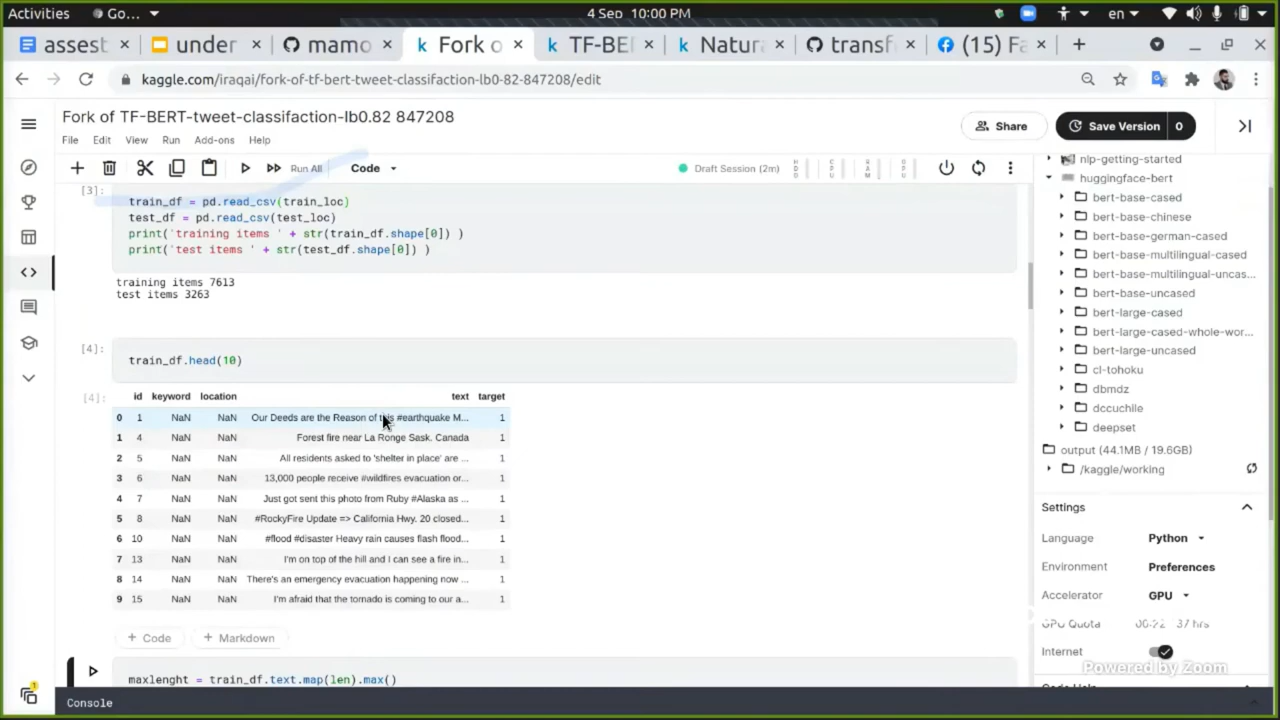 Activities
Go...
4 Sep 10:00 PM
en
assest
under
mamo
Fork o
TF-BE
Natura
transf
(15) Fa
kaggle.com/iraqai/fork-of-tf-bert-tweet-classifaction-lb0-82-847208/edit
Fork of TF-BERT-tweet-classifaction-lb0.82 847208
File Edit View Run Add-ons Help
Share
Save Version 0
Run All
Code
Draft Session (2m)
[3]:
train_df = pd.read_csv(train_loc)
test_df = pd.read_csv(test_loc)
print('training items ' + str(train_df.shape[0]) )
print('test items ' + str(test_df.shape[0]) )
training items 7613
test items 3263
[4]:
train_df.head(10)
[4]:
id keyword location text target
0 1 NaN NaN Our Deeds are the Reason of this #earthquake M... 1
1 4 NaN NaN Forest fire near La Ronge Sask. Canada 1
2 5 NaN NaN All residents asked to 'shelter in place' are ... 1
3 6 NaN NaN 13,000 people receive #wildfires evacuation or... 1
4 7 NaN NaN Just got sent this photo from Ruby #Alaska as ... 1
5 8 NaN NaN #RockyFire Update => California Hwy. 20 closed... 1
6 10 NaN NaN #flood #disaster Heavy rain causes flash flood... 1
7 13 NaN NaN I'm on top of the hill and I can see a fire in... 1
8 14 NaN NaN There's an emergency evacuation happening now ... 1
9 15 NaN NaN I'm afraid that the tornado is coming to our a... 1
+ Code
+ Markdown
maxlenght = train_df.text.map(len).max()
Console
nlp-getting-started
huggingface-bert
bert-base-cased
bert-base-chinese
bert-base-german-cased
bert-base-multilingual-cased
bert-base-multilingual-uncas...
bert-base-uncased
bert-large-cased
bert-large-cased-whole-wor...
bert-large-uncased
cl-tohoku
dbmdz
dccuchile
deepset
output (44.1MB / 19.6GB)
/kaggle/working
Settings
Language Python
Environment Preferences
Accelerator GPU
GPU Quota
Internet
Powered by Zoom